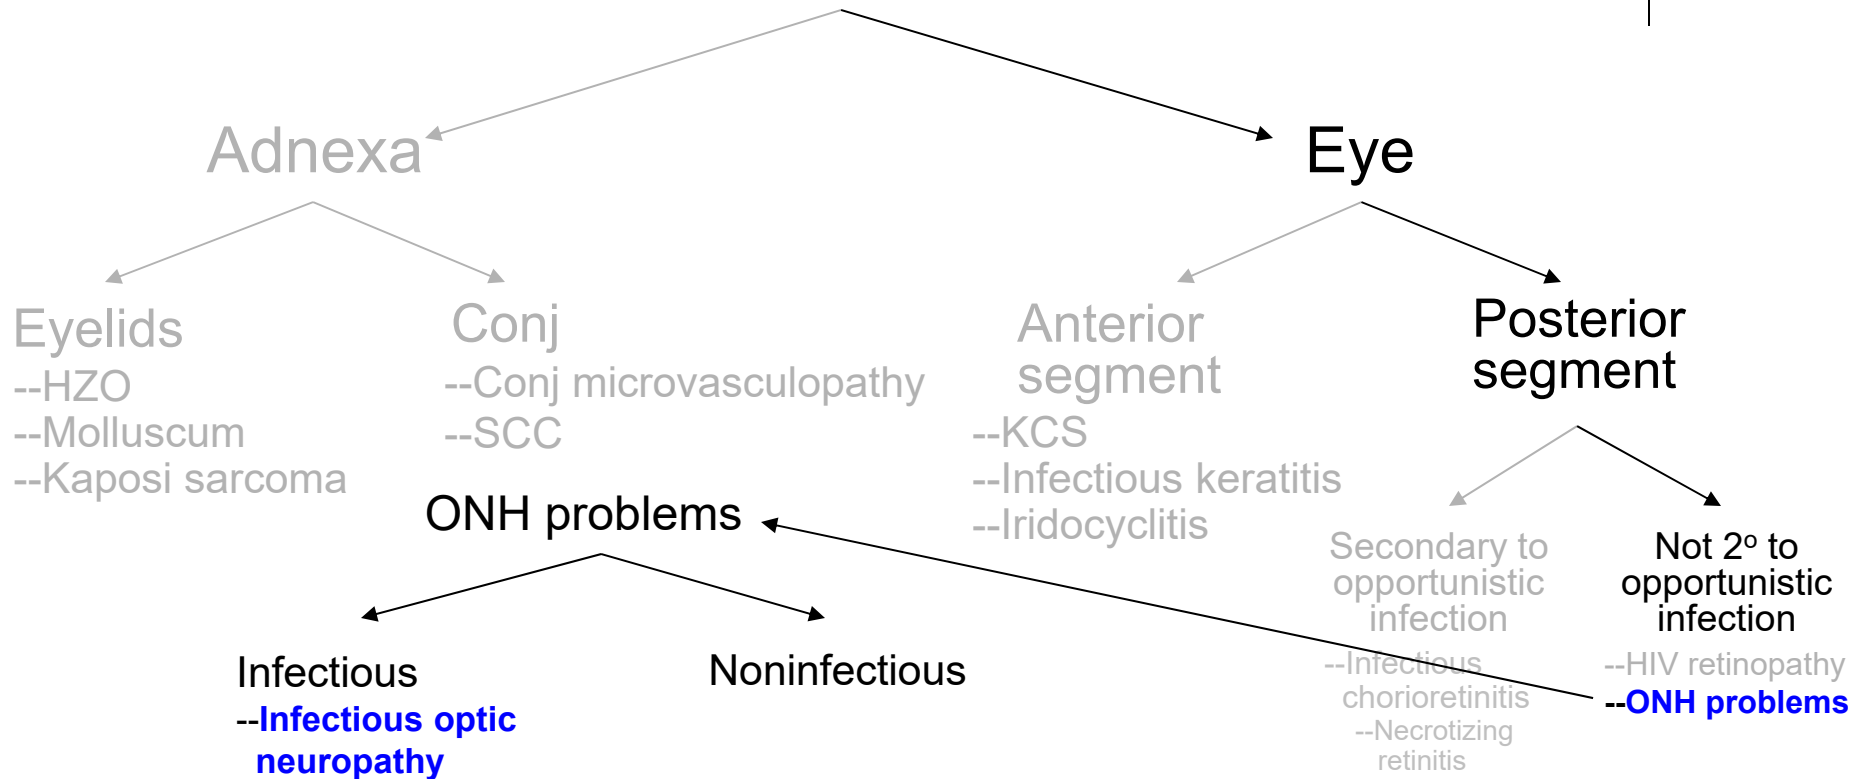 Adnexa
Eye
Eyelids
--HZO
--Molluscum
--Kaposi sarcoma
Conj
--Conj microvasculopathy
--SCC
Anterior
segment
--KCS
--Infectious keratitis
--Iridocyclitis
Posterior
segment
Secondary to
opportunistic
infection
--Infectious
chorioretinitis
--Necrotizing
retinitis
Not 2º to
opportunistic
infection
--HIV retinopathy
--ONH problems
ONH problems
Infectious
--Infectious optic
neuropathy
Noninfectious